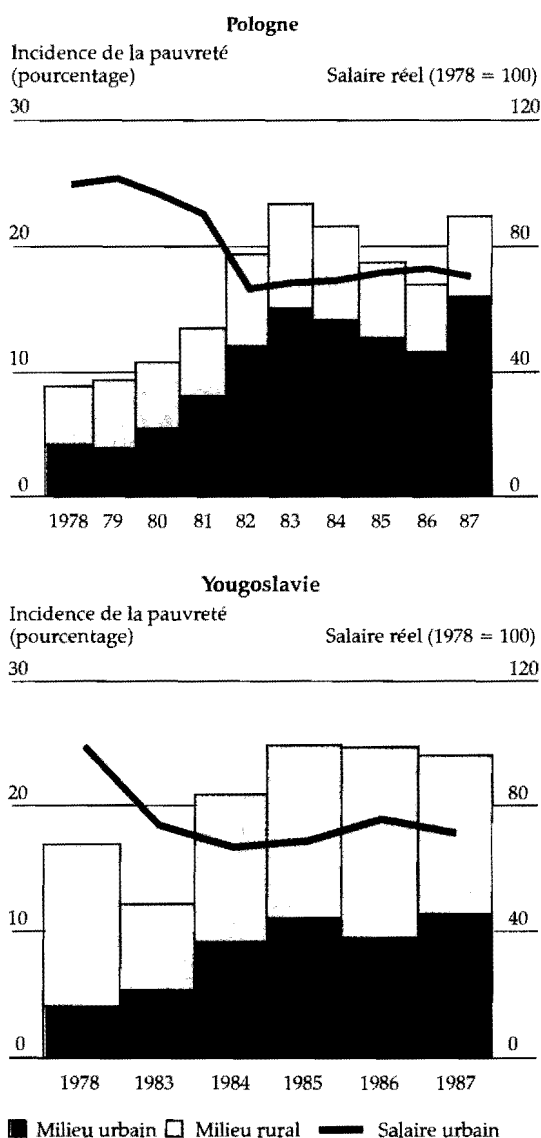 Pologne
Incidence de la pauvreté
(pourcentage) Salaire réel (1978 = 100)
30 120
20 80
10 40
0 0
1978 79 80 81 82 83 84 85 86 87
Yougoslavie
Incidence de la pauvreté
(pourcentage) Salaire réel (1978 = 100)
30 120
20 80
10 40
0 0
1978 1983 1984 1985 1986 1987
Milieu urbain Milieu rural Salaire urbain